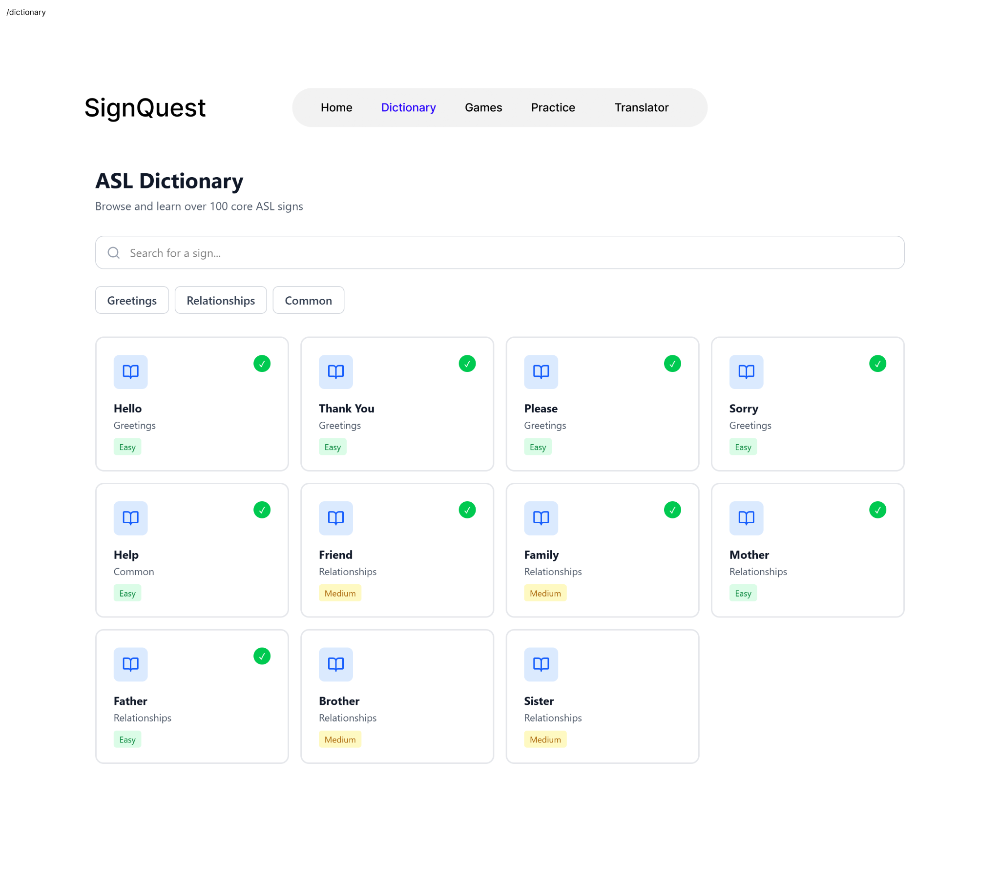 /dictionary
SignQuest
Home Dictionary Games Practice Translator
ASL Dictionary
Browse and learn over 100 core ASL signs
Search for a sign...
Greetings Relationships Common
Hello
Greetings
Easy
Thank You
Greetings
Easy
Please
Greetings
Easy
Sorry
Greetings
Easy
Help
Common
Easy
Friend
Relationships
Medium
Family
Relationships
Medium
Mother
Relationships
Easy
Father
Relationships
Easy
Brother
Relationships
Medium
Sister
Relationships
Medium